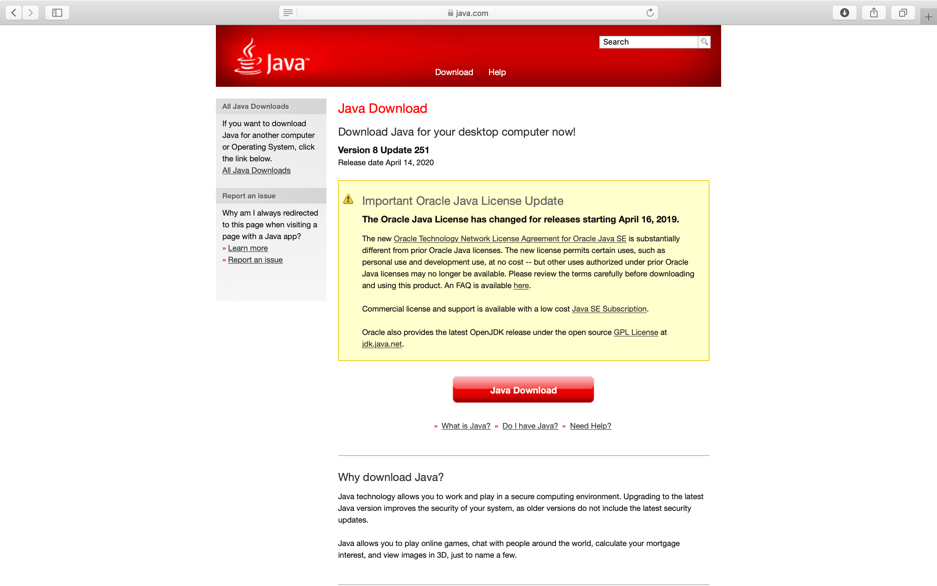 java.com
Java™
Search
Download Help
All Java Downloads
If you want to download
Java for another computer
or Operating System, click
the link below.
All Java Downloads
Report an issue
Why am I always redirected
to this page when visiting a
page with a Java app?
» Learn more
» Report an issue
Java Download
Download Java for your desktop computer now!
Version 8 Update 251
Release date April 14, 2020
Important Oracle Java License Update
The Oracle Java License has changed for releases starting April 16, 2019.
The new Oracle Technology Network License Agreement for Oracle Java SE is substantially
different from prior Oracle Java licenses. The new license permits certain uses, such as
personal use and development use, at no cost -- but other uses authorized under prior Oracle
Java licenses may no longer be available. Please review the terms carefully before downloading
and using this product. An FAQ is available here.
Commercial license and support is available with a low cost Java SE Subscription.
Oracle also provides the latest OpenJDK release under the open source GPL License at
jdk.java.net.
Java Download
» What is Java? » Do I have Java? » Need Help?
Why download Java?
Java technology allows you to work and play in a secure computing environment. Upgrading to the latest
Java version improves the security of your system, as older versions do not include the latest security
updates.
Java allows you to play online games, chat with people around the world, calculate your mortgage
interest, and view images in 3D, just to name a few.